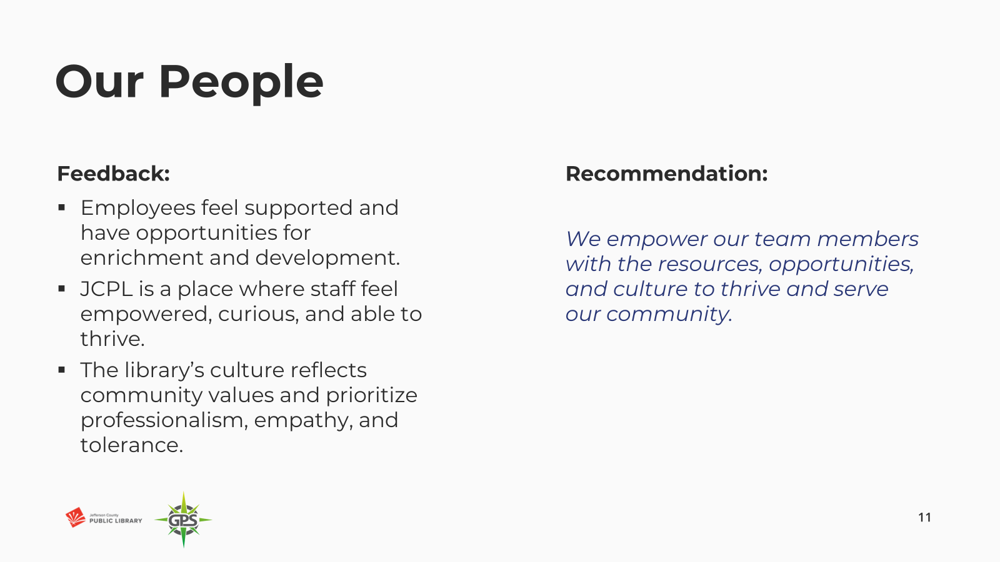 Our People
Feedback:
▪ Employees feel supported and
have opportunities for
enrichment and development.
▪ JCPL is a place where staff feel
empowered, curious, and able to
thrive.
▪ The library’s culture reflects
community values and prioritize
professionalism, empathy, and
tolerance.
Recommendation:
We empower our team members
with the resources, opportunities,
and culture to thrive and serve
our community.
Jefferson County
PUBLIC LIBRARY
GPS
11